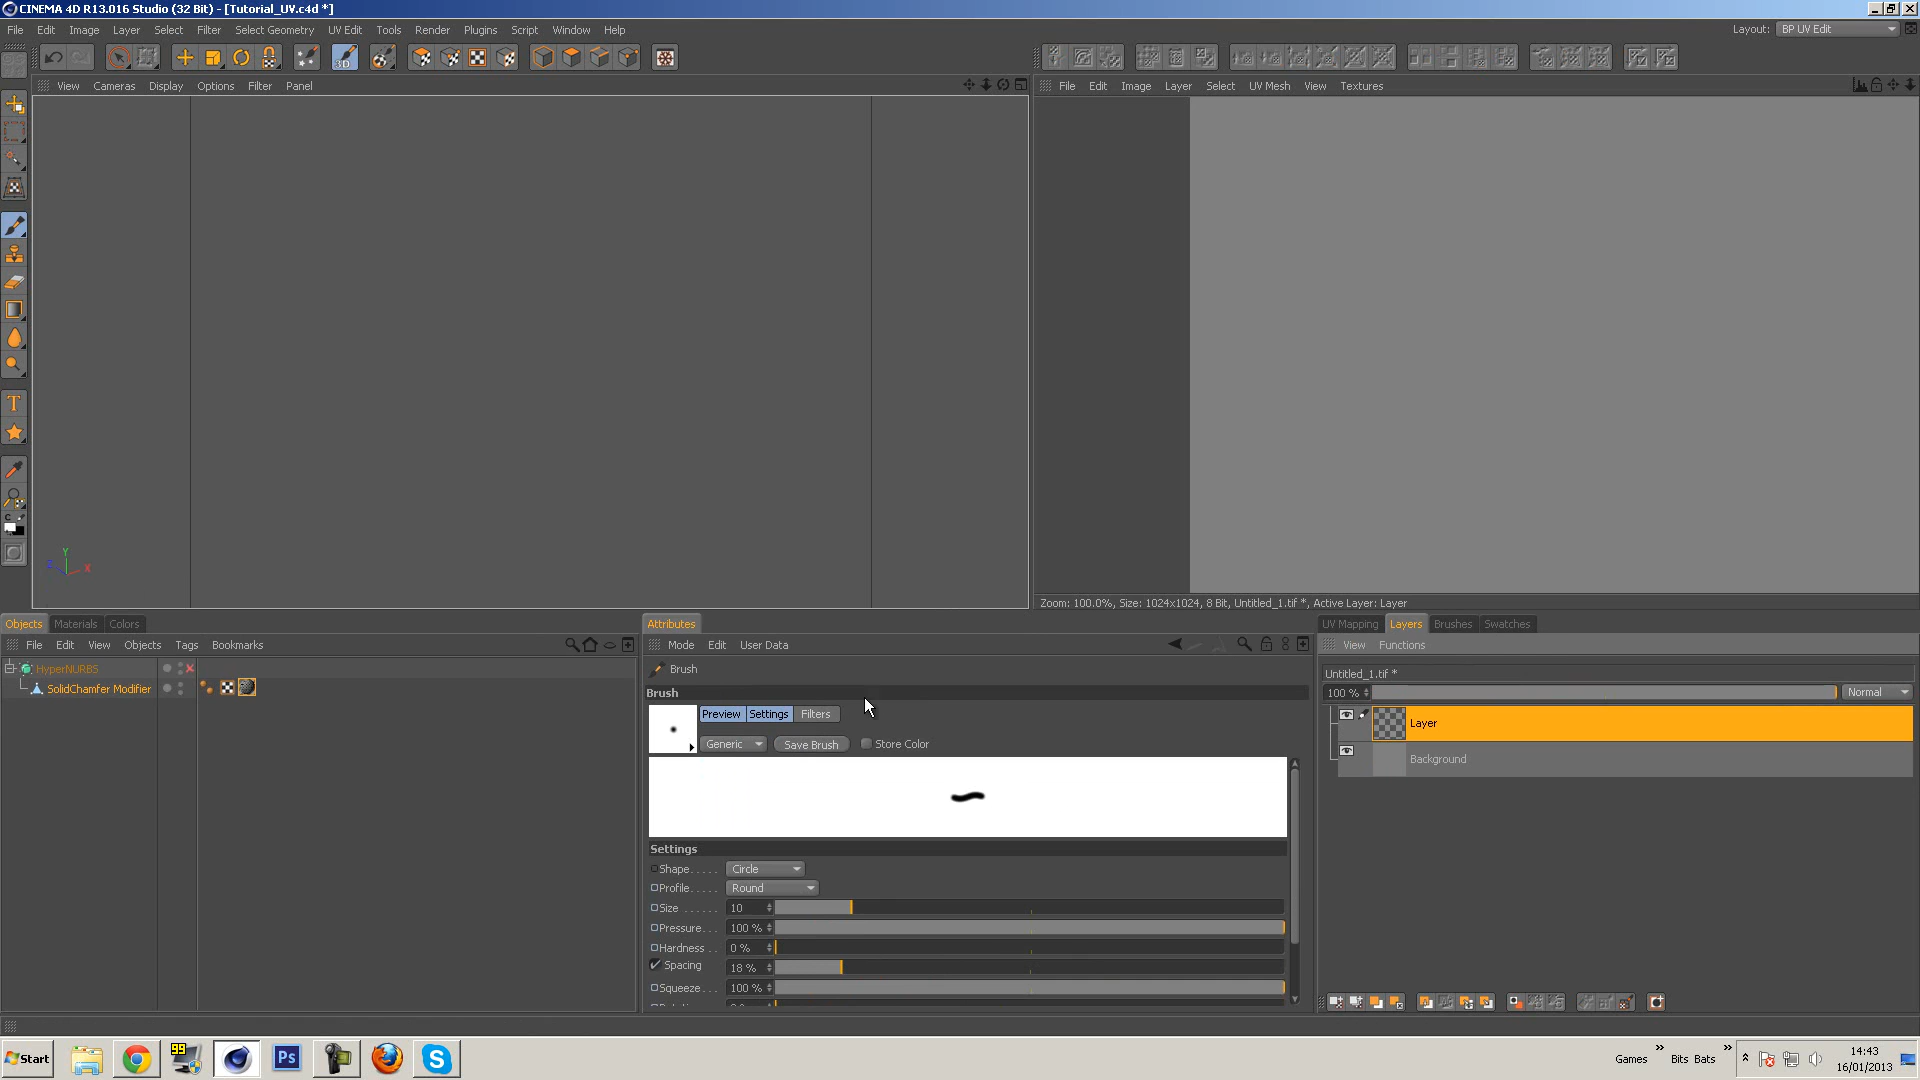 CINEMA 4D R13.016 Studio (32 Bit) - [Tutorial_UV.c4d *]
File Edit Image Layer Select Filter Select Geometry UV Edit Tools Render Plugins Script Window Help
Layout: BP UV Edit
3D
View Cameras Display Options Filter Panel
File Edit Image Layer Select UV Mesh View Textures
Y
Z X
Zoom: 100.0%, Size: 1024x1024, 8 Bit, Untitled_1.tif *, Active Layer: Layer
Objects Materials Colors
File Edit View Objects Tags Bookmarks
HyperNURBS
SolidChamfer Modifier
Attributes
Mode Edit User Data
Brush
Brush
Preview Settings Filters
Generic Save Brush Store Color
Settings
Shape..... Circle
Profile.... Round
Size ...... 10
Pressure... 100 %
Hardness.. 0 %
Spacing 18 %
Squeeze... 100 %
UV Mapping Layers Brushes Swatches
View Functions
Untitled_1.tif *
100 % Normal
Layer
Background
Start
99
Ps
Games » Bits Bats »
14:43
16/01/2013